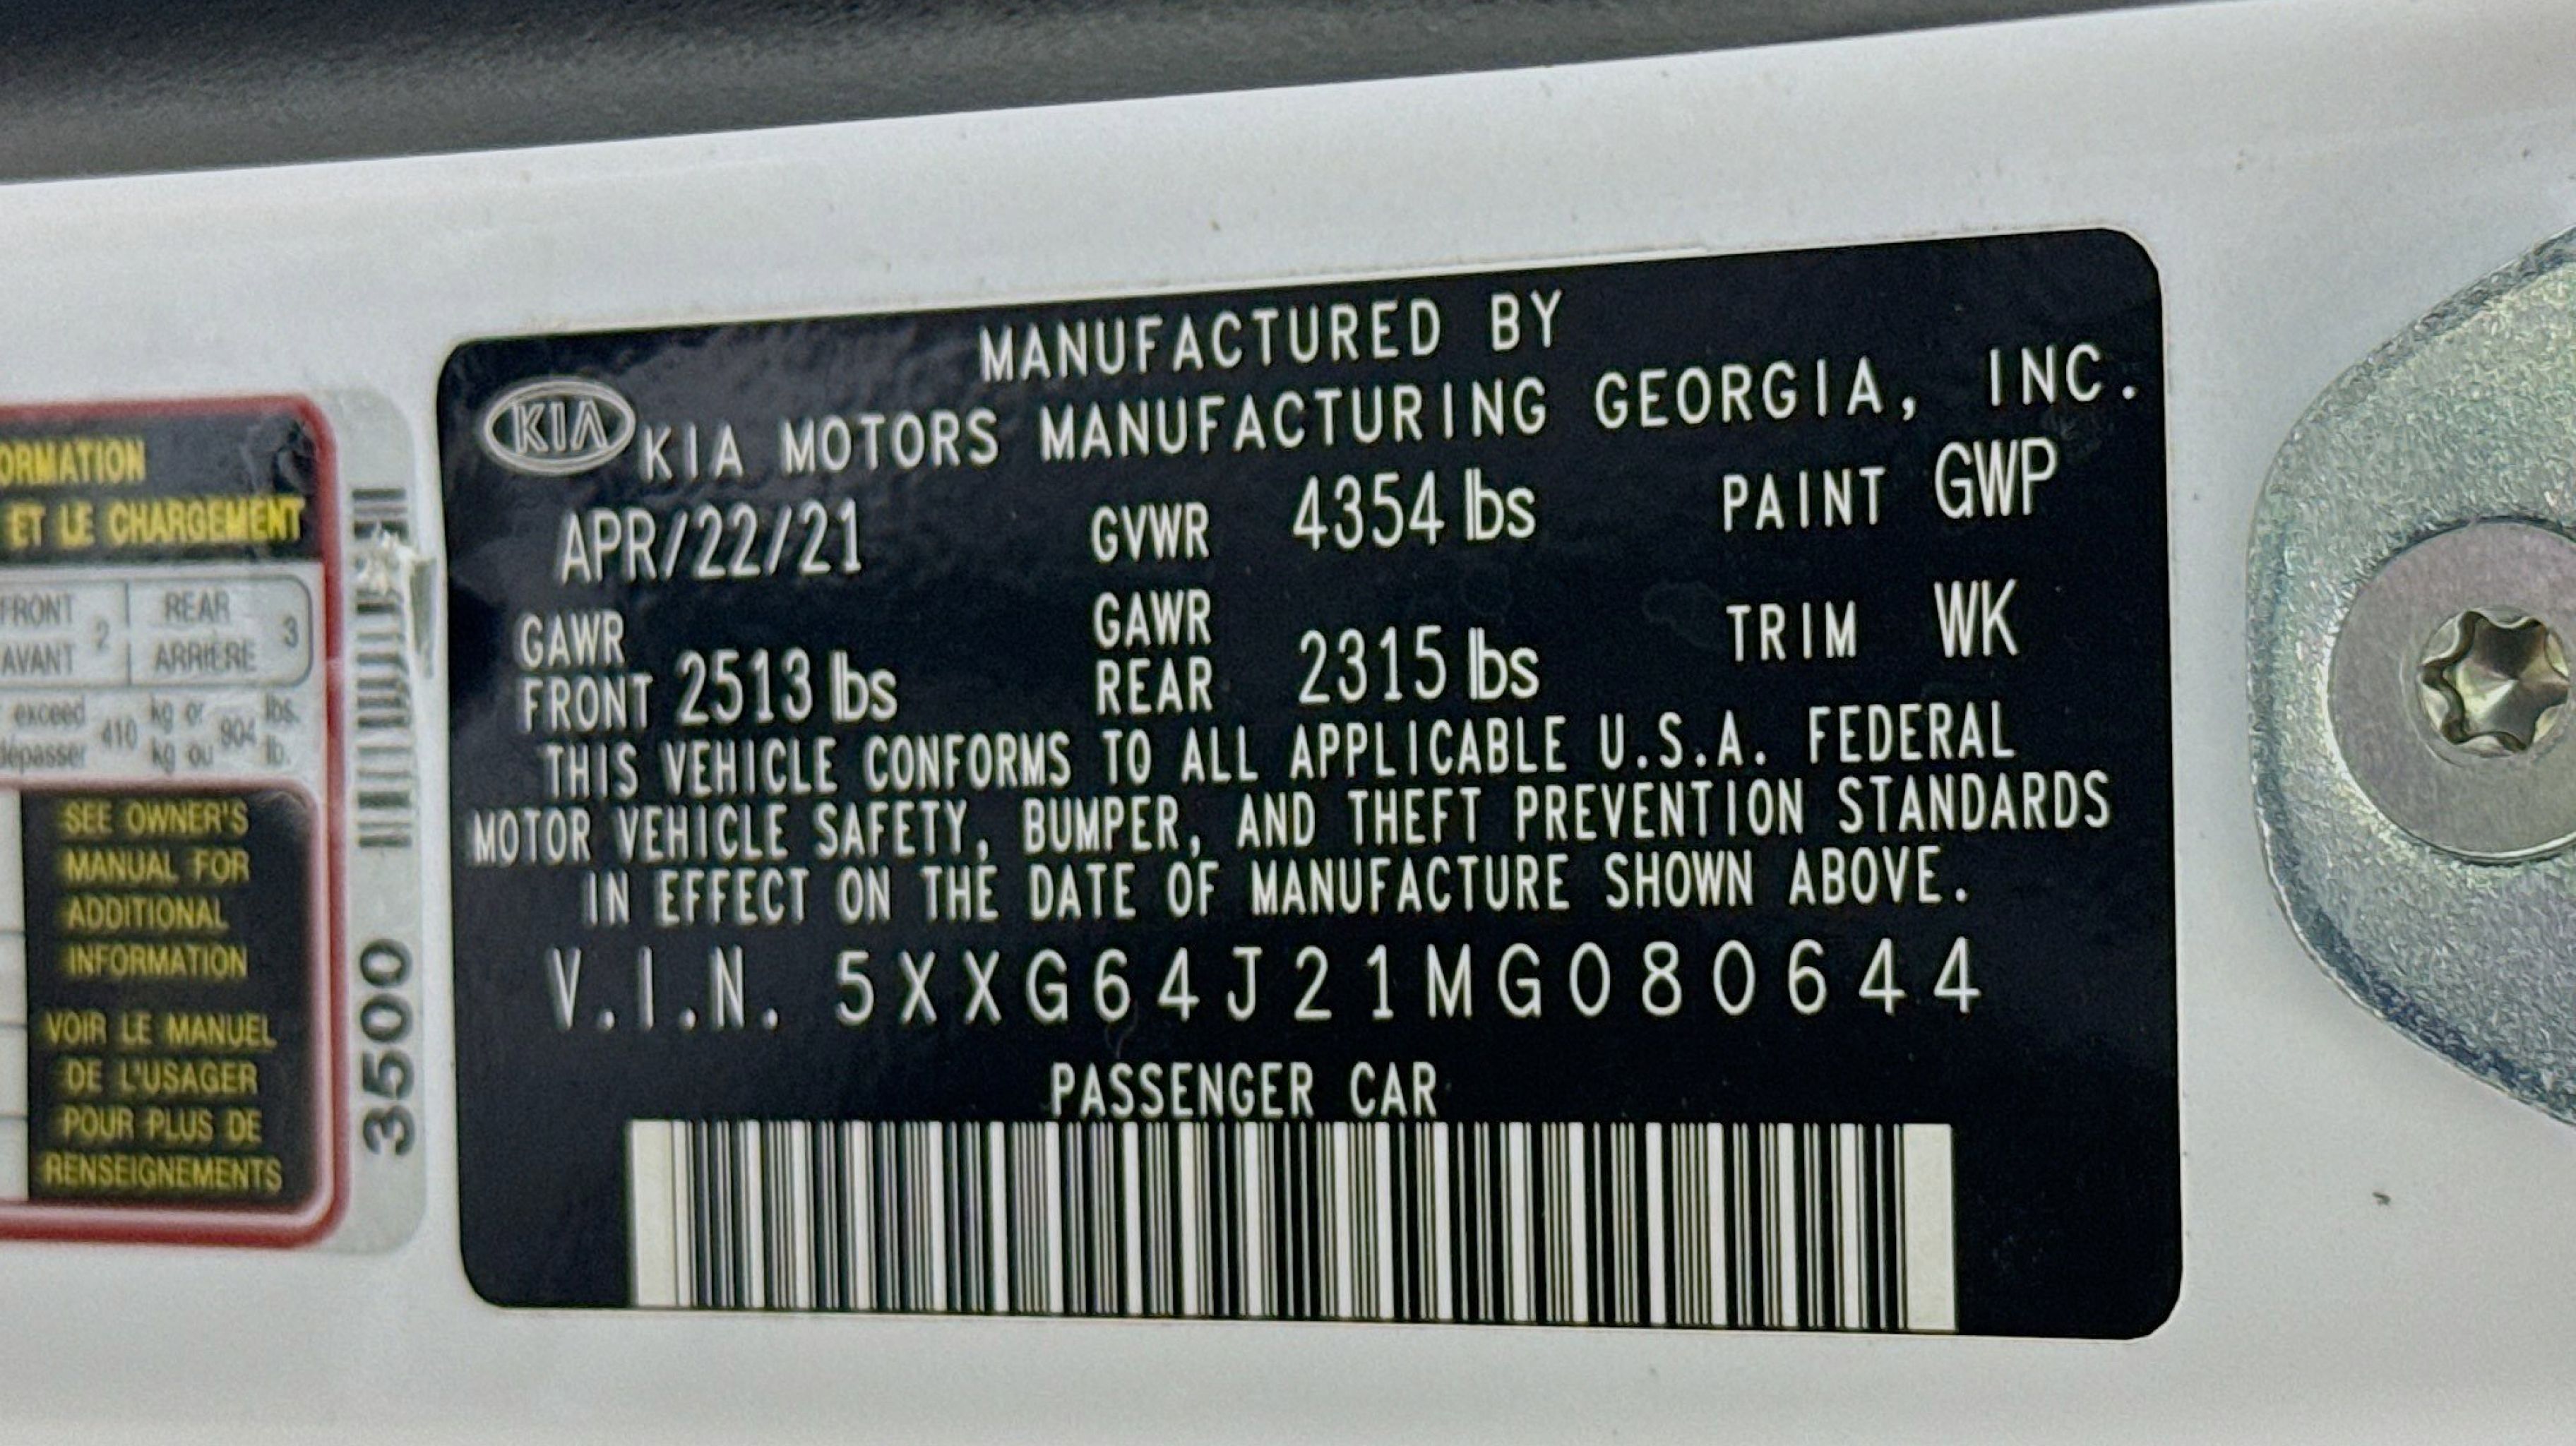 ORMATION
ET LE CHARGEMENT
FRONT 2 REAR 3
AVANT ARRIÈRE
exceed 410 kg or 904 lbs.
dépasser kg ou lb.
SEE OWNER'S
MANUAL FOR
ADDITIONAL
INFORMATION
VOIR LE MANUEL
DE L'USAGER
POUR PLUS DE
RENSEIGNEMENTS
3500
MANUFACTURED BY
KIA KIA MOTORS MANUFACTURING GEORGIA, INC.
APR/22/21 GVWR 4354 lbs PAINT GWP
GAWR FRONT 2513 lbs GAWR REAR 2315 lbs TRIM WK
THIS VEHICLE CONFORMS TO ALL APPLICABLE U.S.A. FEDERAL
MOTOR VEHICLE SAFETY, BUMPER, AND THEFT PREVENTION STANDARDS
IN EFFECT ON THE DATE OF MANUFACTURE SHOWN ABOVE.
V.I.N. 5XXG64J21MG080644
PASSENGER CAR